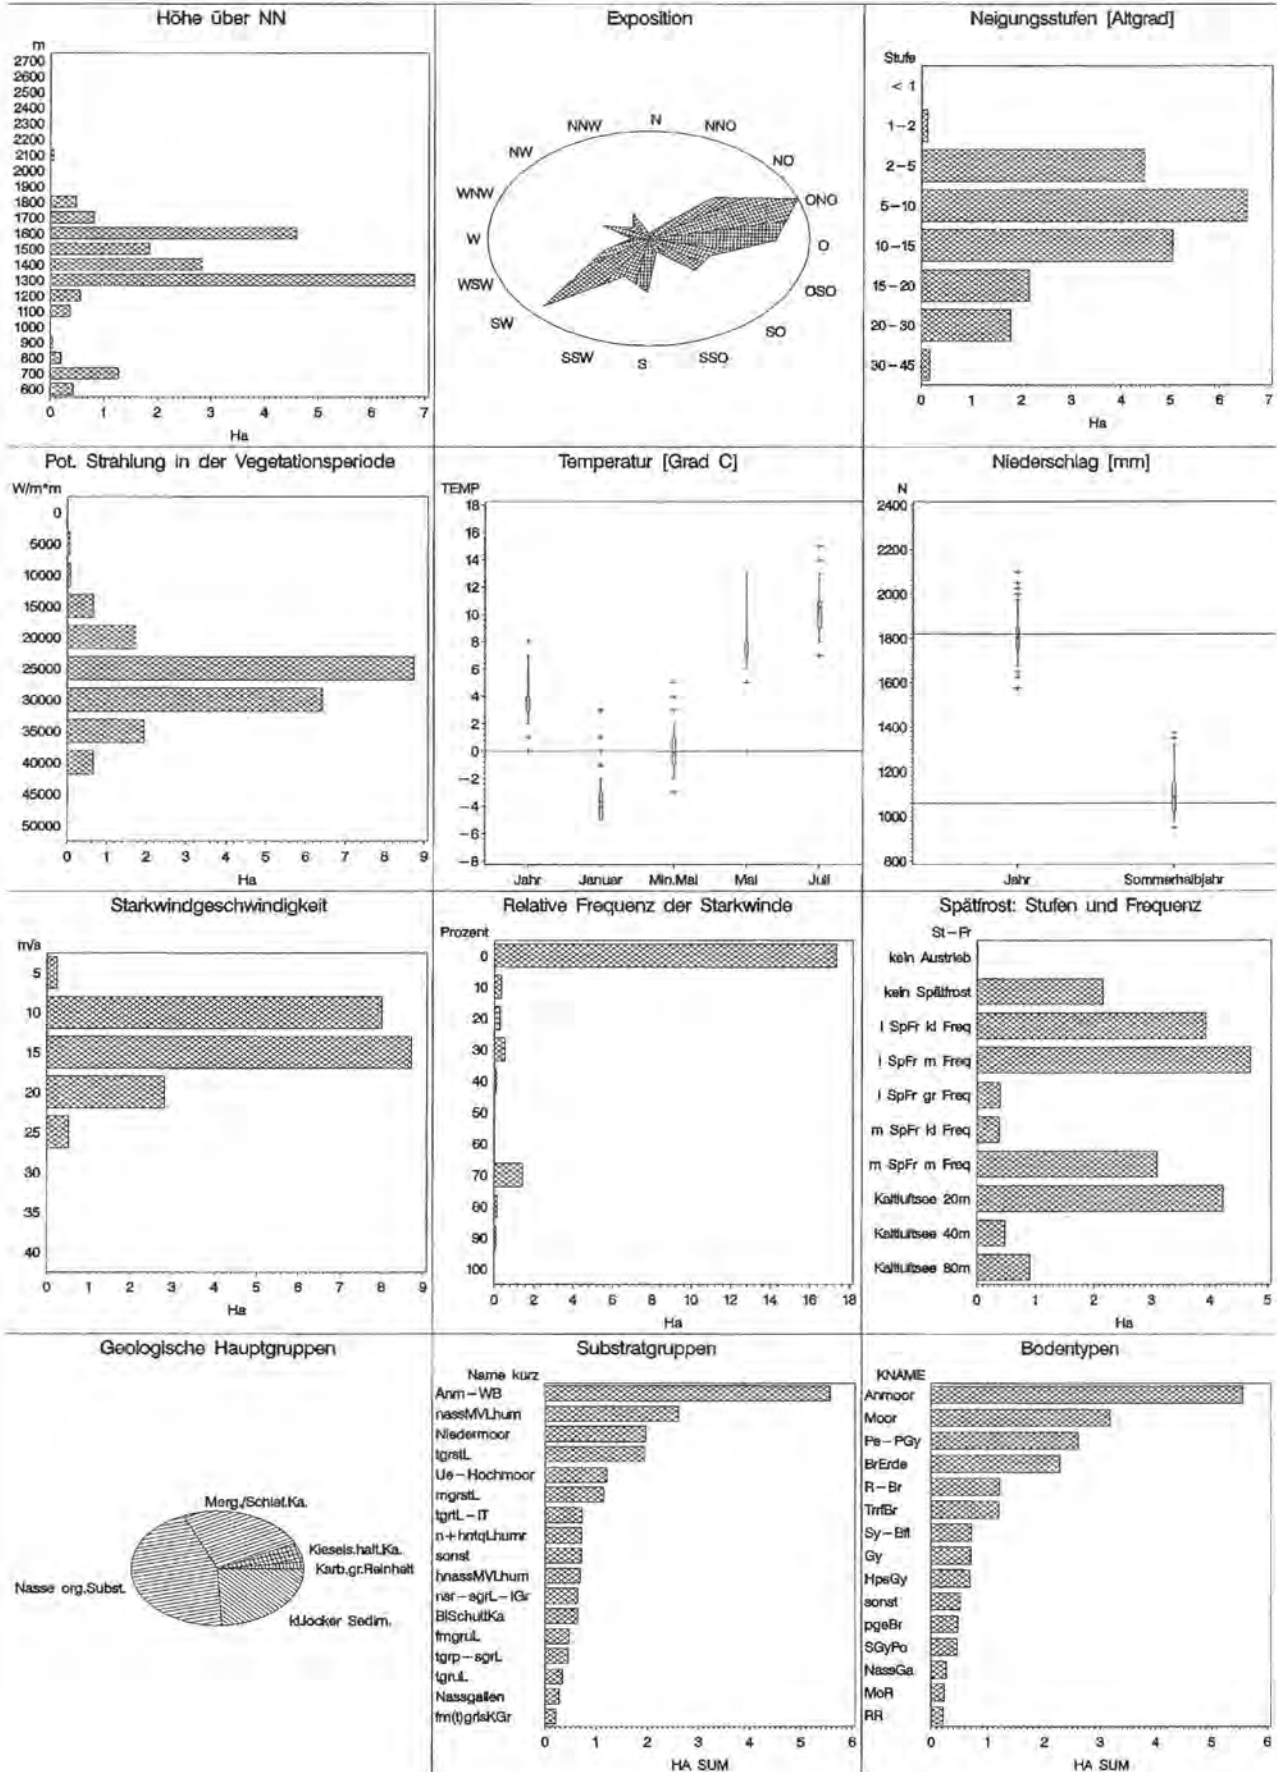 Höhe über NN
m
2700
2600
2500
2400
2300
2200
2100
2000
1900
1800
1700
1600
1500
1400
1300
1200
1100
1000
900
800
700
600
0 1 2 3 4 5 6 7
Ha
Exposition
N
NNO
NO
ONO
O
OSO
SO
SSO
S
SSW
SW
WSW
W
WNW
NW
NNW
Neigungsstufen [Altgrad]
Stufe
< 1
1-2
2-5
5-10
10-15
15-20
20-30
30-45
0 1 2 3 4 5 6 7
Ha
Pot. Strahlung in der Vegetationsperiode
W/m*m
0
5000
10000
15000
20000
25000
30000
35000
40000
45000
50000
0 1 2 3 4 5 6 7 8 9
Ha
Temperatur [Grad C]
TEMP
18
16
14
12
10
8
6
4
2
0
-2
-4
-6
-8
Jahr Januar Min.Mai Mai Juli
Niederschlag [mm]
N
2400
2200
2000
1800
1600
1400
1200
1000
800
Jahr Sommerhalbjahr
Starkwindgeschwindigkeit
m/s
5
10
15
20
25
30
35
40
0 1 2 3 4 5 6 7 8 9
Ha
Relative Frequenz der Starkwinde
Prozent
0
10
20
30
40
50
60
70
80
90
100
0 2 4 6 8 10 12 14 16 18
Ha
Spätfrost: Stufen und Frequenz
St-Fr
kein Austrieb
kein Spätfrost
l SpFr kl Freq
l SpFr m Freq
l SpFr gr Freq
m SpFr kl Freq
m SpFr m Freq
Kaltluftsee 20m
Kaltluftsee 40m
Kaltluftsee 80m
0 1 2 3 4 5
Ha
Geologische Hauptgruppen
Merg./Schief.Ka.
Kiesels.halt.Ka.
Karb.gr.Reinheit
kl.locker Sedim.
Nasse org.Subst.
Substratgruppen
Name kurz
Anm-WB
nassMVLhum
Niedermoor
tgrstL
Ue-Hochmoor
mgrstL
tgrtL-lT
n+hntqLhumr
sonst
hnassMVLhum
nsr-sgrL-lGr
BlSchuttKa
fmgruL
tgrp-sgrL
tgruL
Nassgallen
fm(t)grlsKGr
0 1 2 3 4 5 6
HA SUM
Bodentypen
KNAME
Anmoor
Moor
Pe-PGy
BrErde
R-Br
TrrfBr
Sy-Bfl
Gy
HpsGy
sonst
pgeBr
SGyPo
NassGa
MoR
RR
0 1 2 3 4 5 6
HA SUM